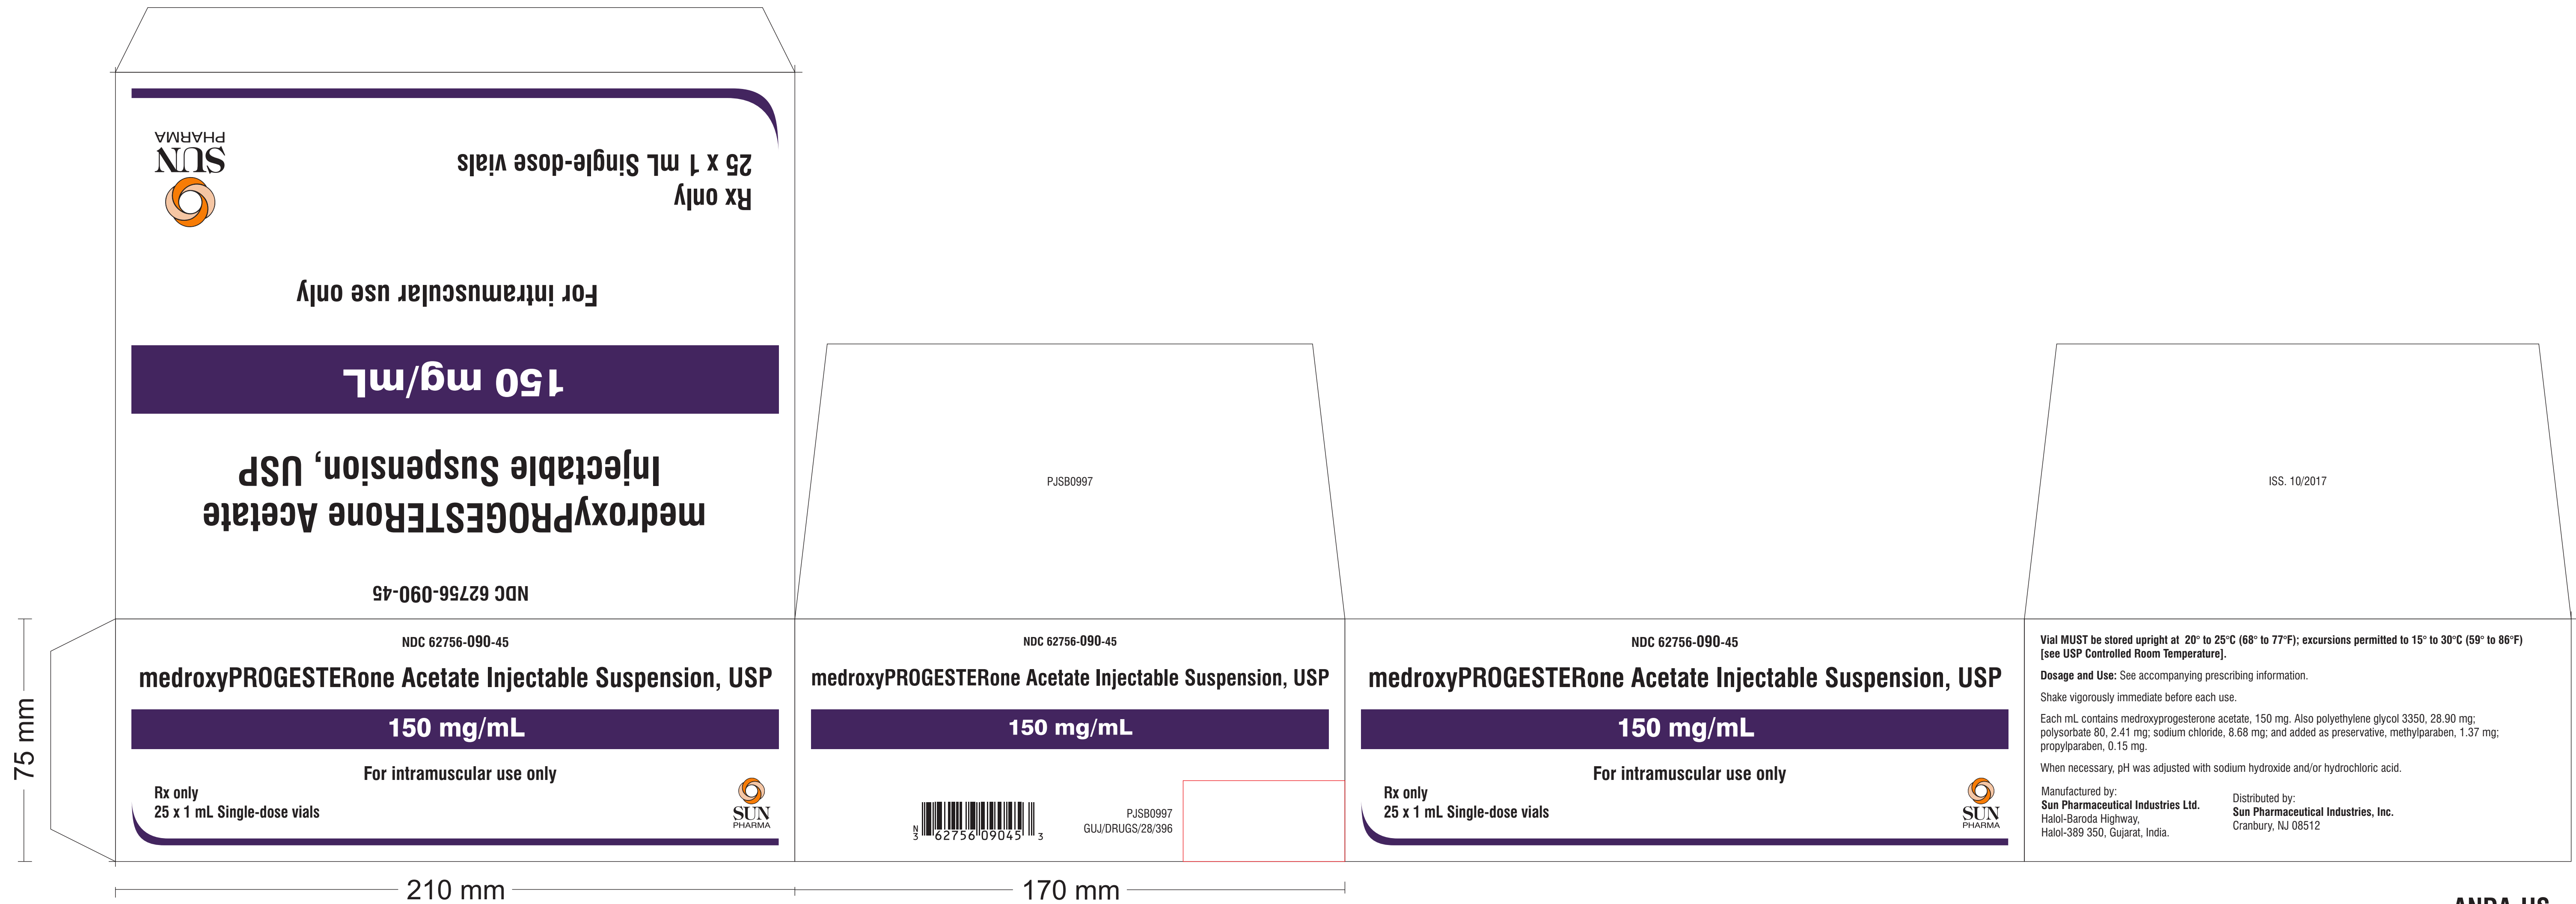 SUN
PHARMA
Rx only
25 x 1 mL Single-dose vials
For intramuscular use only
150 mg/mL
medroxyPROGESTERone Acetate
Injectable Suspension, USP
NDC 62756-090-45
PJSB0997
ISS. 10/2017
75 mm
NDC 62756-090-45
medroxyPROGESTERone Acetate Injectable Suspension, USP
150 mg/mL
For intramuscular use only
Rx only
25 x 1 mL Single-dose vials
SUN
PHARMA
210 mm
NDC 62756-090-45
medroxyPROGESTERone Acetate Injectable Suspension, USP
150 mg/mL
N
3 62756 09045 3
PJSB0997
GUJ/DRUGS/28/396
170 mm
NDC 62756-090-45
medroxyPROGESTERone Acetate Injectable Suspension, USP
150 mg/mL
For intramuscular use only
Rx only
25 x 1 mL Single-dose vials
SUN
PHARMA
Vial MUST be stored upright at 20° to 25°C (68° to 77°F); excursions permitted to 15° to 30°C (59° to 86°F)
[see USP Controlled Room Temperature].
Dosage and Use: See accompanying prescribing information.
Shake vigorously immediate before each use.
Each mL contains medroxyprogesterone acetate, 150 mg. Also polyethylene glycol 3350, 28.90 mg;
polysorbate 80, 2.41 mg; sodium chloride, 8.68 mg; and added as preservative, methylparaben, 1.37 mg;
propylparaben, 0.15 mg.
When necessary, pH was adjusted with sodium hydroxide and/or hydrochloric acid.
Manufactured by:
Sun Pharmaceutical Industries Ltd.
Halol-Baroda Highway,
Halol-389 350, Gujarat, India.
Distributed by:
Sun Pharmaceutical Industries, Inc.
Cranbury, NJ 08512